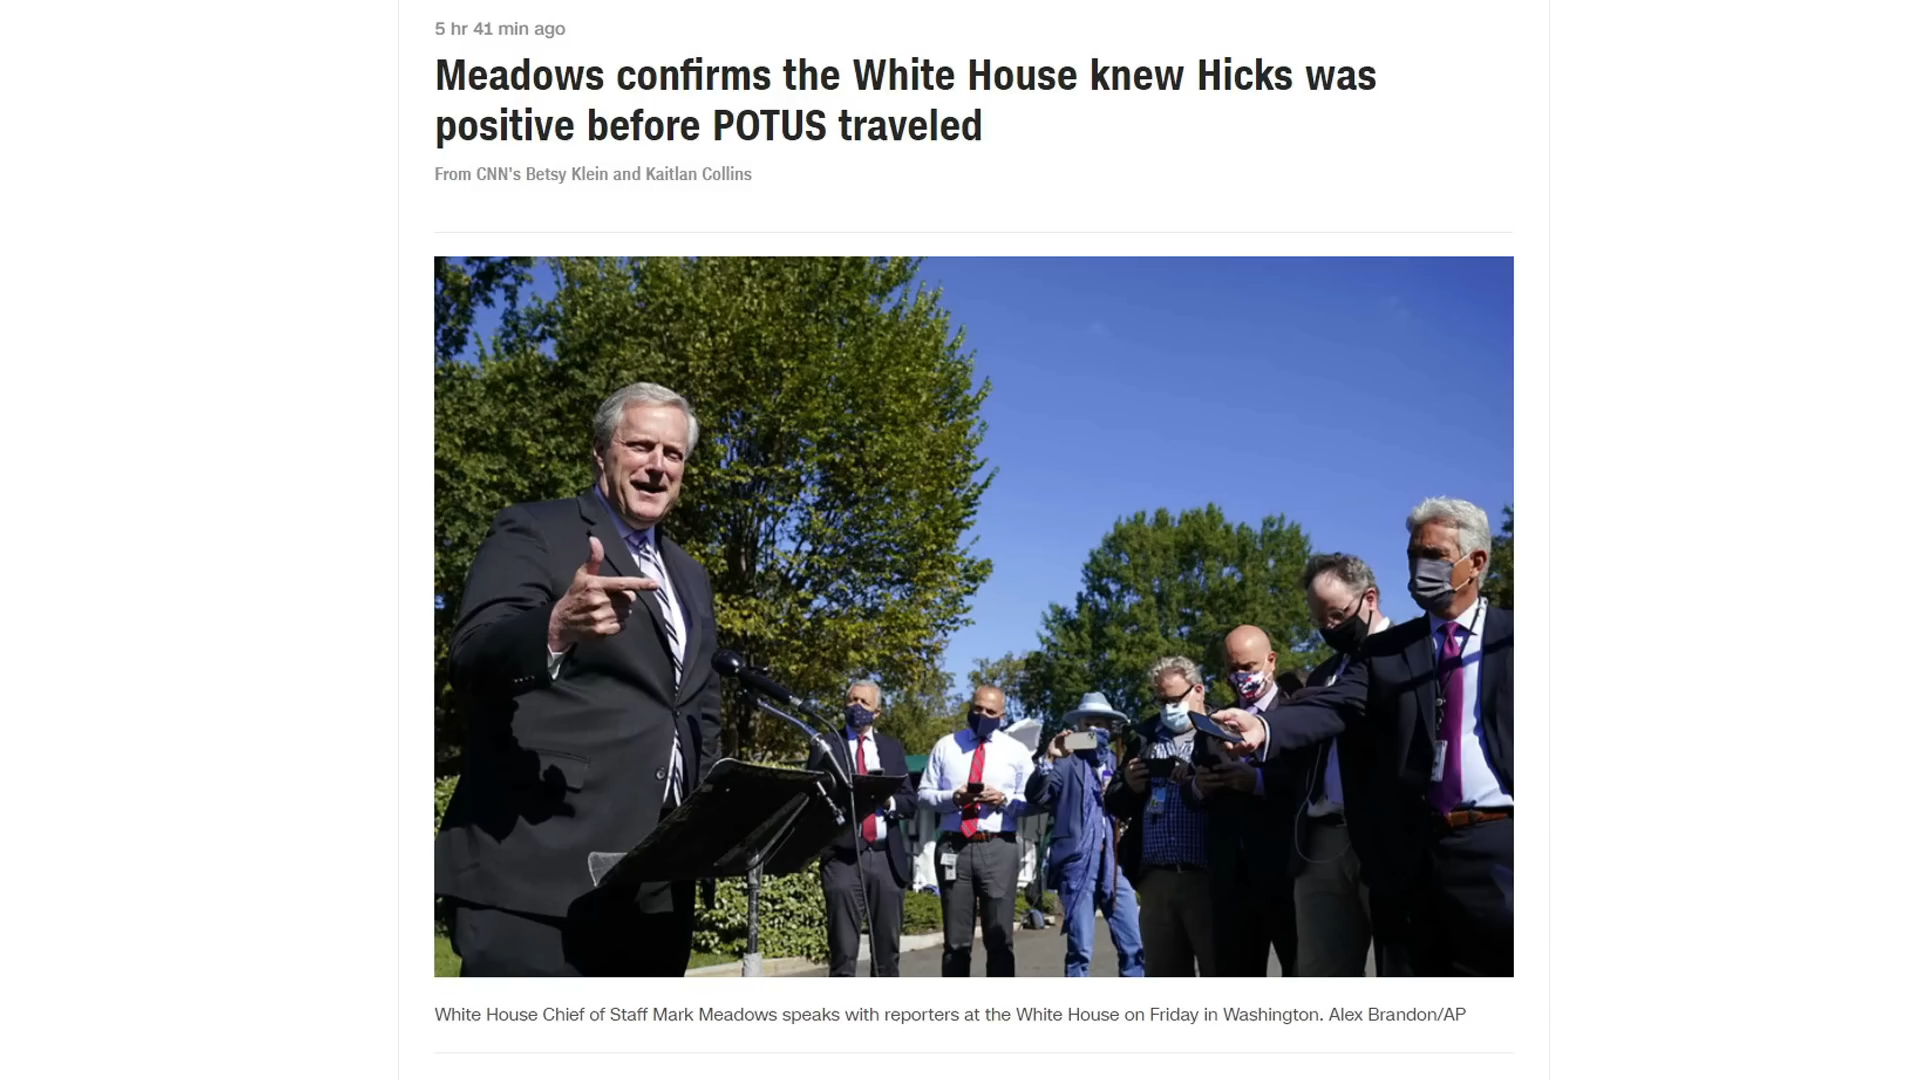 5 hr 41 min ago
Meadows confirms the White House knew Hicks was
positive before POTUS traveled
From CNN's Betsy Klein and Kaitlan Collins
White House Chief of Staff Mark Meadows speaks with reporters at the White House on Friday in Washington. Alex Brandon/AP